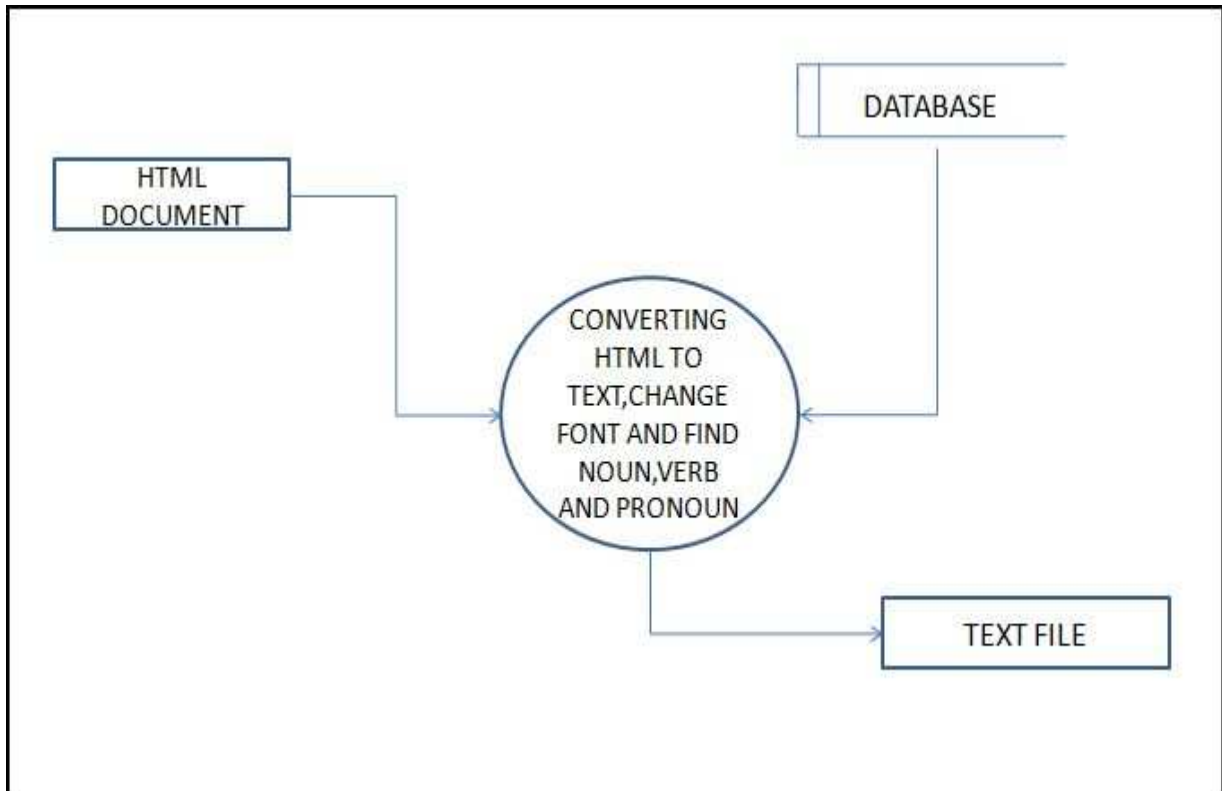 DATABASE
HTML
DOCUMENT
CONVERTING
HTML TO
TEXT,CHANGE
FONT AND FIND
NOUN,VERB
AND PRONOUN
TEXT FILE